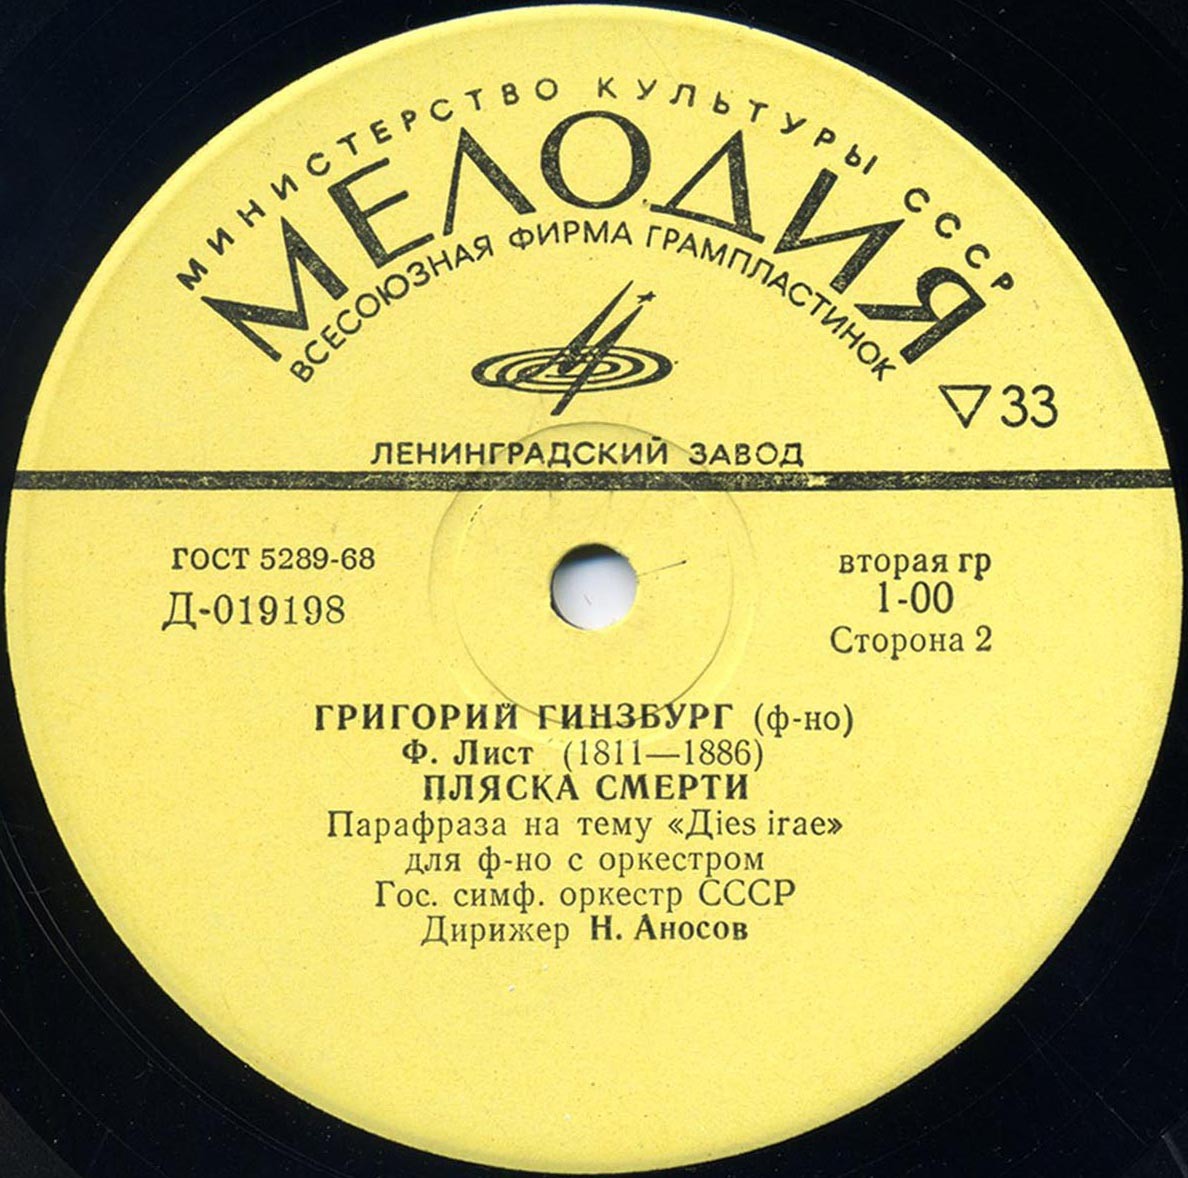 МИНИСТЕРСТВО КУЛЬТУРЫ СССР
МЕЛОДИЯ
ВСЕСОЮЗНАЯ ФИРМА ГРАМПЛАСТИНОК
▽ 33
ЛЕНИНГРАДСКИЙ ЗАВОД
ГОСТ 5289-68
Д-019198
вторая гр
1-00
Сторона 2
ГРИГОРИЙ ГИНЗБУРГ (ф-но)
Ф. Лист (1811—1886)
ПЛЯСКА СМЕРТИ
Парафраза на тему «Дies irae»
для ф-но с оркестром
Гос. симф. оркестр СССР
Дирижер Н. Аносов